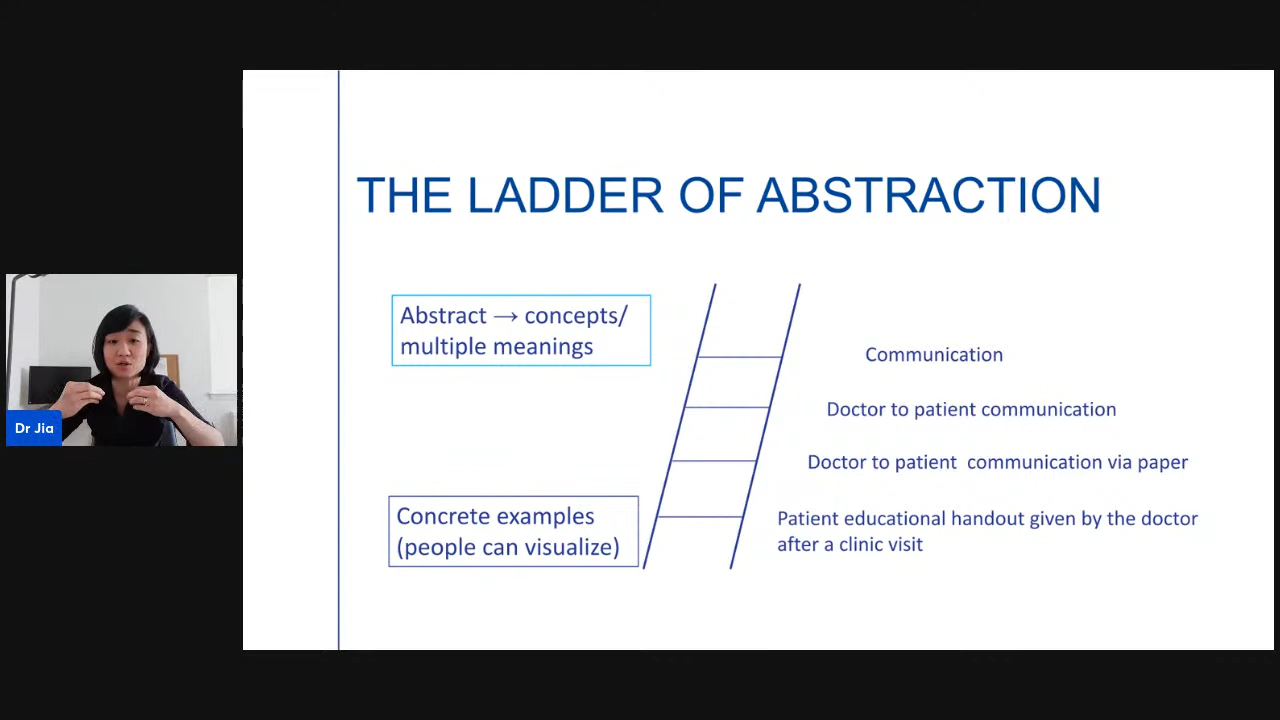 THE LADDER OF ABSTRACTION
Abstract → concepts/
multiple meanings
Communication
Doctor to patient communication
Doctor to patient communication via paper
Concrete examples
(people can visualize)
Patient educational handout given by the doctor
after a clinic visit
Dr Jia